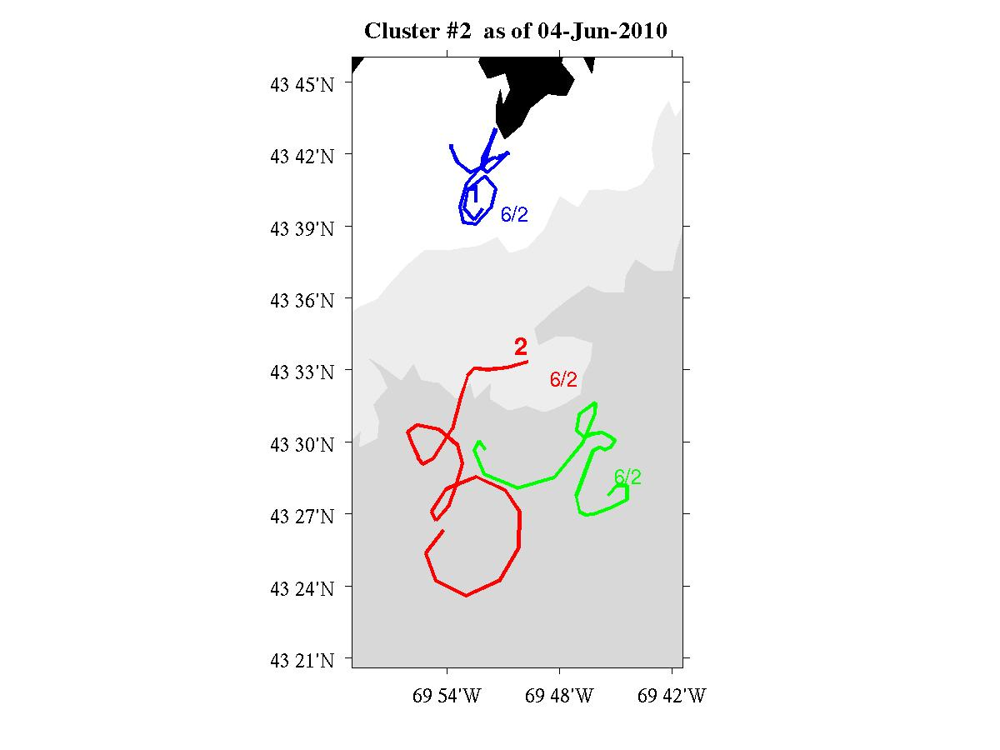 Cluster #2  as of 04-Jun-2010
43 45'N
43 42'N
1
6/2
43 39'N
43 36'N
2
43 33'N
6/2
43 30'N
6/2
43 27'N
43 24'N
43 21'N
69 54'W 69 48'W 69 42'W